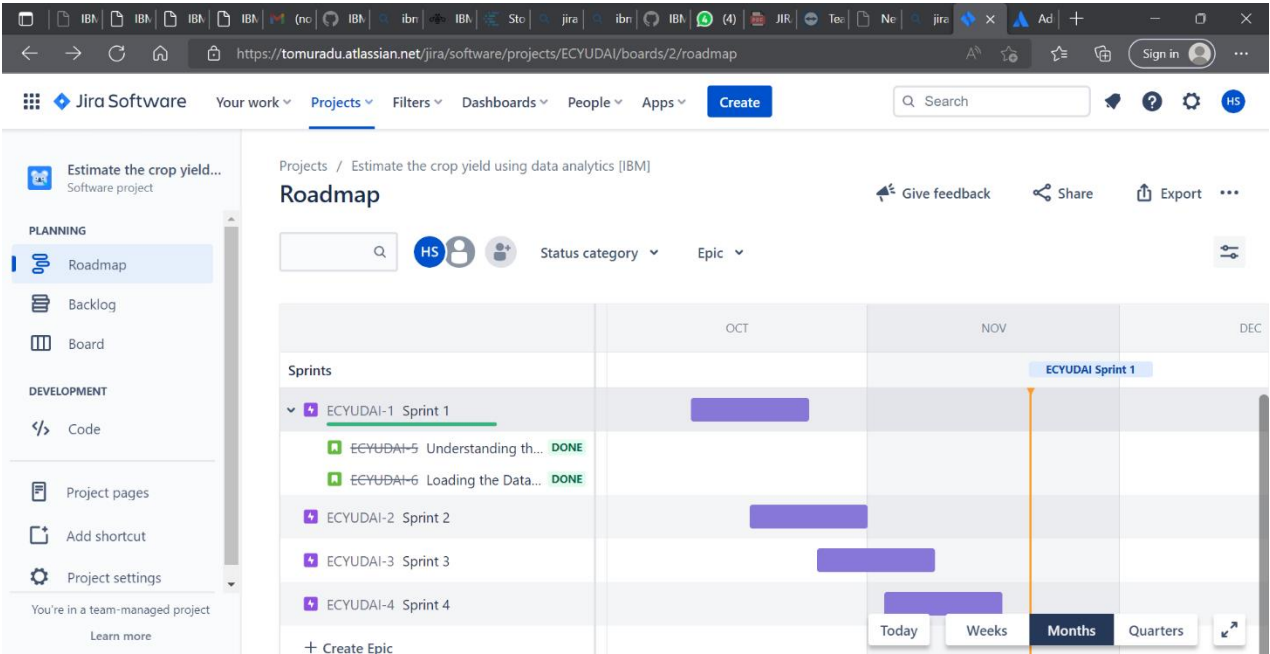 IBM IBM IBM IBM (no IBM ibm IBM Sto jira ibm IBM (4) JIR Tea Ne jira Ad
https://tomuradu.atlassian.net/jira/software/projects/ECYUDAI/boards/2/roadmap
Sign in
Jira Software Your work Projects Filters Dashboards People Apps Create Search HS
Estimate the crop yield...
Software project
PLANNING
Roadmap
Backlog
Board
DEVELOPMENT
Code
Project pages
Add shortcut
Project settings
You're in a team-managed project
Learn more
Projects / Estimate the crop yield using data analytics [IBM]
Roadmap
Give feedback Share Export
HS Status category Epic
OCT NOV DEC
Sprints ECYUDAI Sprint 1
ECYUDAI-1 Sprint 1
ECYUDAI-5 Understanding th... DONE
ECYUDAI-6 Loading the Data... DONE
ECYUDAI-2 Sprint 2
ECYUDAI-3 Sprint 3
ECYUDAI-4 Sprint 4
Today Weeks Months Quarters
+ Create Epic